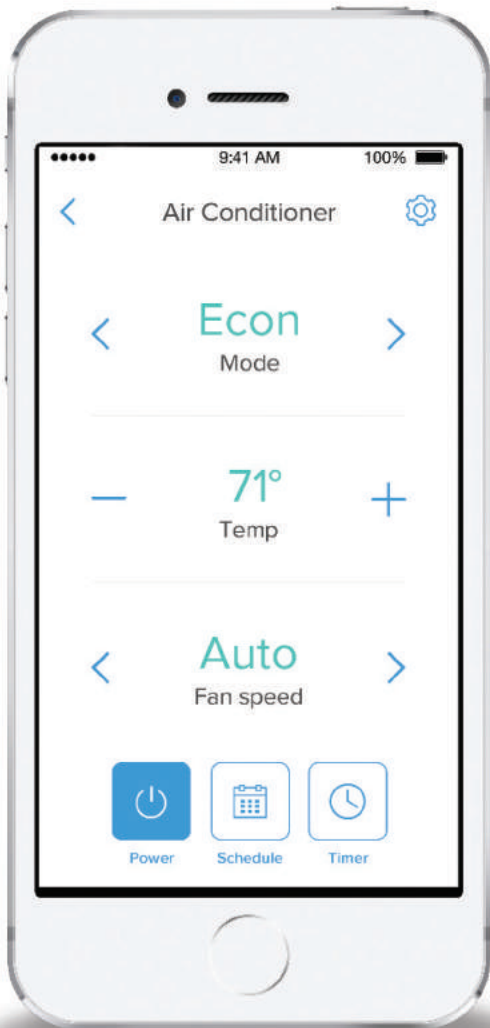 9:41 AM 100%
Air Conditioner
Econ
Mode
71°
Temp
Auto
Fan speed
Power Schedule Timer